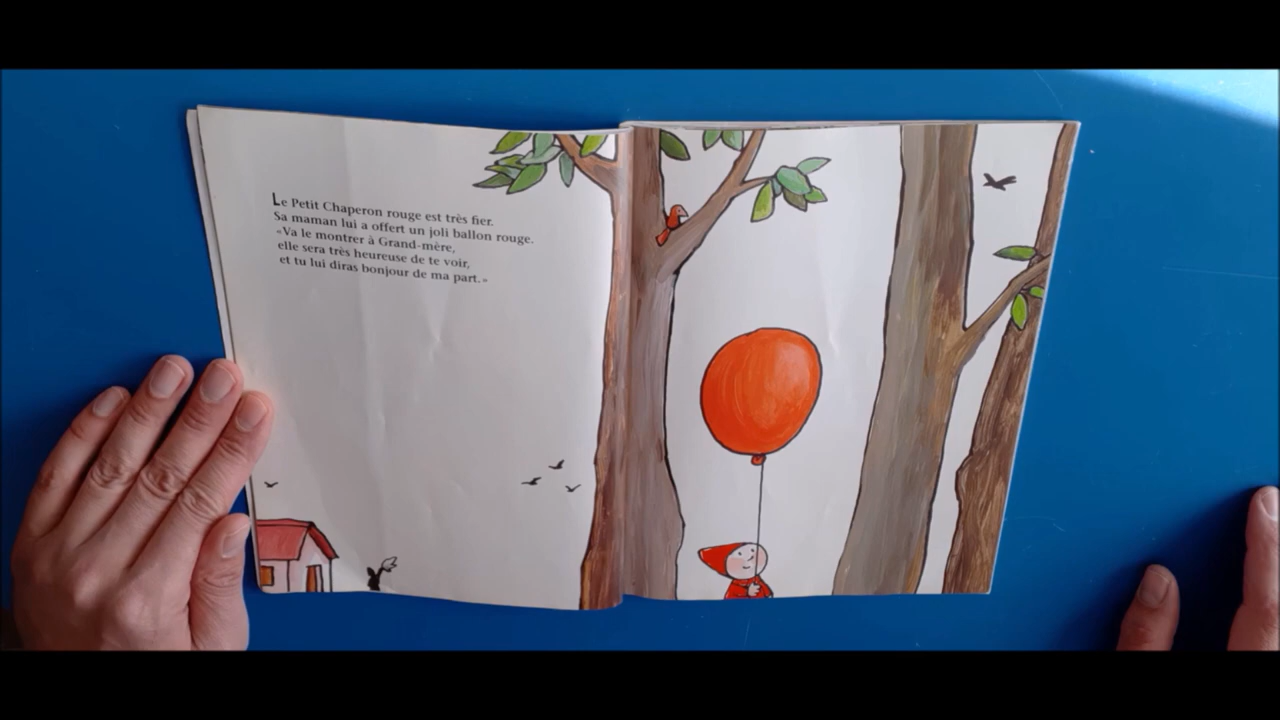 Le Petit Chaperon rouge est très fier.
Sa maman lui a offert un joli ballon rouge.
«Va le montrer à Grand-mère,
elle sera très heureuse de te voir,
et tu lui diras bonjour de ma part.»